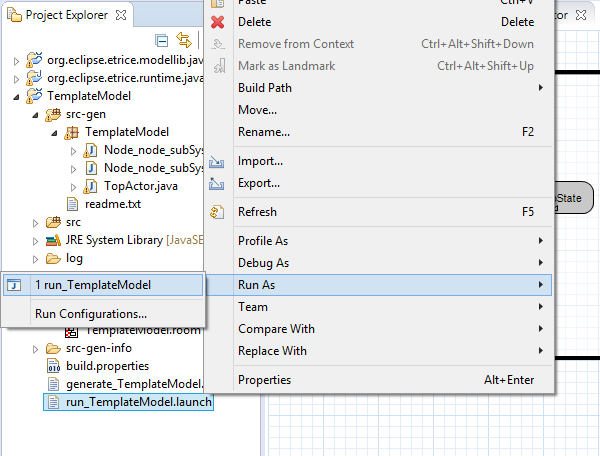 Project Explorer
org.eclipse.etrice.modellib.jav
org.eclipse.etrice.runtime.java
TemplateModel
src-gen
TemplateModel
Node_node_subSys
Node_node_subSys
TopActor.java
readme.txt
src
JRE System Library [JavaSE
log
TemplateModel.room
src-gen-info
build.properties
generate_TemplateModel.
run_TemplateModel.launch
1 run_TemplateModel
Run Configurations...
Paste Ctrl+V
Delete Delete
Remove from Context Ctrl+Alt+Shift+Down
Mark as Landmark Ctrl+Alt+Shift+Up
Build Path
Move...
Rename... F2
Import...
Export...
Refresh F5
Profile As
Debug As
Run As
Team
Compare With
Replace With
Properties Alt+Enter
tor
State